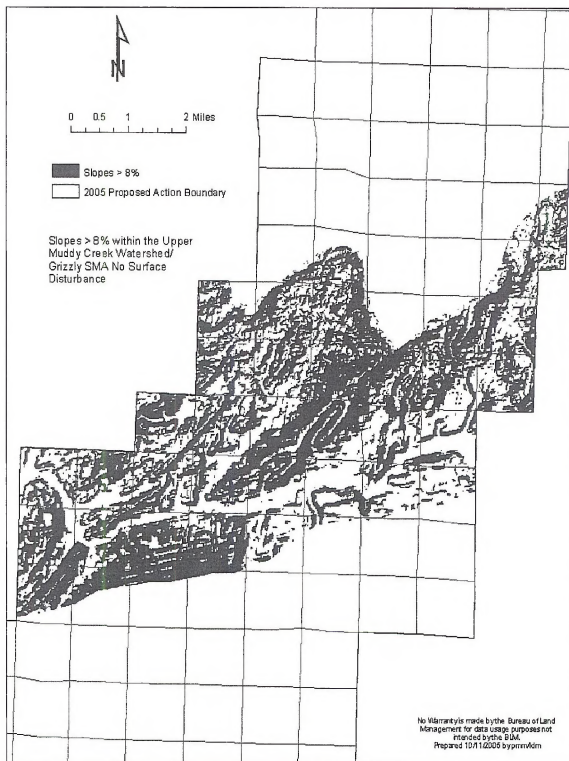 N
0 0.5 1 2 Miles
Slopes > 8%
2005 Proposed Action Boundary
Slopes > 8% within the Upper
Muddy Creek Watershed/
Grizzly SMA No Surface
Disturbance
No Warranty is made by the Bureau of Land
Management for data usage purposes not
intended by the BLM.
Prepared 10/11/2006 by